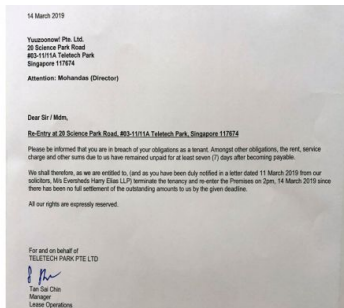 14 March 2019
Yuuzoonow! Pte. Ltd.
20 Science Park Road
#03-11/11A Teletech Park
Singapore 117674
Attention: Mohandas (Director)
Dear Sir / Mdm,
Re-Entry at 20 Science Park Road, #03-11/11A Teletech Park, Singapore 117674
Please be informed that you are in breach of your obligations as a tenant. Amongst other obligations, the rent, service
charge and other sums due to us have remained unpaid for at least seven (7) days after becoming payable.
We shall therefore, as we are entitled to, (and as you have been duly notified in a letter dated 11 March 2019 from our
solicitors, M/s Eversheds Harry Elias LLP) terminate the tenancy and re-enter the Premises on 2pm, 14 March 2019 since
there has been no full settlement of the outstanding amounts to us by the given deadline.
All our rights are expressly reserved.
For and on behalf of
TELETECH PARK PTE LTD
Tan Sai Chin
Manager
Lease Operations